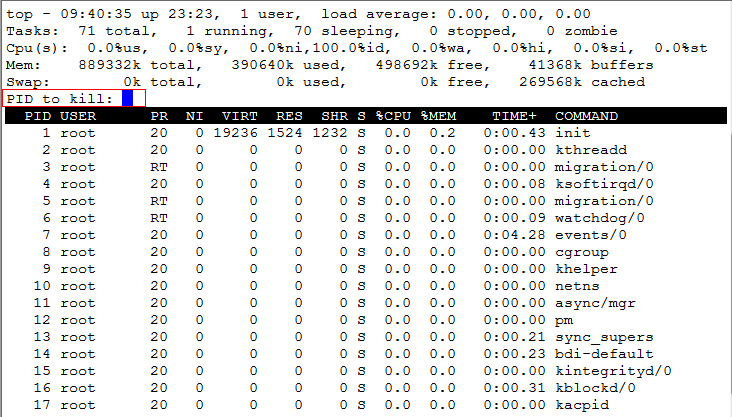 top - 09:40:35 up 23:23,  1 user,  load average: 0.00, 0.00, 0.00
Tasks:  71 total,   1 running,  70 sleeping,   0 stopped,   0 zombie
Cpu(s):  0.0%us,  0.0%sy,  0.0%ni,100.0%id,  0.0%wa,  0.0%hi,  0.0%si,  0.0%st
Mem:    889332k total,   390640k used,   498692k free,    41368k buffers
Swap:        0k total,        0k used,        0k free,   269568k cached
PID to kill:
  PID USER      PR  NI  VIRT  RES  SHR S %CPU %MEM    TIME+  COMMAND
    1 root      20   0 19236 1524 1232 S  0.0  0.2   0:00.43 init
    2 root      20   0     0    0    0 S  0.0  0.0   0:00.00 kthreadd
    3 root      RT   0     0    0    0 S  0.0  0.0   0:00.00 migration/0
    4 root      20   0     0    0    0 S  0.0  0.0   0:00.08 ksoftirqd/0
    5 root      RT   0     0    0    0 S  0.0  0.0   0:00.00 migration/0
    6 root      RT   0     0    0    0 S  0.0  0.0   0:00.09 watchdog/0
    7 root      20   0     0    0    0 S  0.0  0.0   0:04.28 events/0
    8 root      20   0     0    0    0 S  0.0  0.0   0:00.00 cgroup
    9 root      20   0     0    0    0 S  0.0  0.0   0:00.00 khelper
   10 root      20   0     0    0    0 S  0.0  0.0   0:00.00 netns
   11 root      20   0     0    0    0 S  0.0  0.0   0:00.00 async/mgr
   12 root      20   0     0    0    0 S  0.0  0.0   0:00.00 pm
   13 root      20   0     0    0    0 S  0.0  0.0   0:00.21 sync_supers
   14 root      20   0     0    0    0 S  0.0  0.0   0:00.23 bdi-default
   15 root      20   0     0    0    0 S  0.0  0.0   0:00.00 kintegrityd/0
   16 root      20   0     0    0    0 S  0.0  0.0   0:00.31 kblockd/0
   17 root      20   0     0    0    0 S  0.0  0.0   0:00.00 kacpid